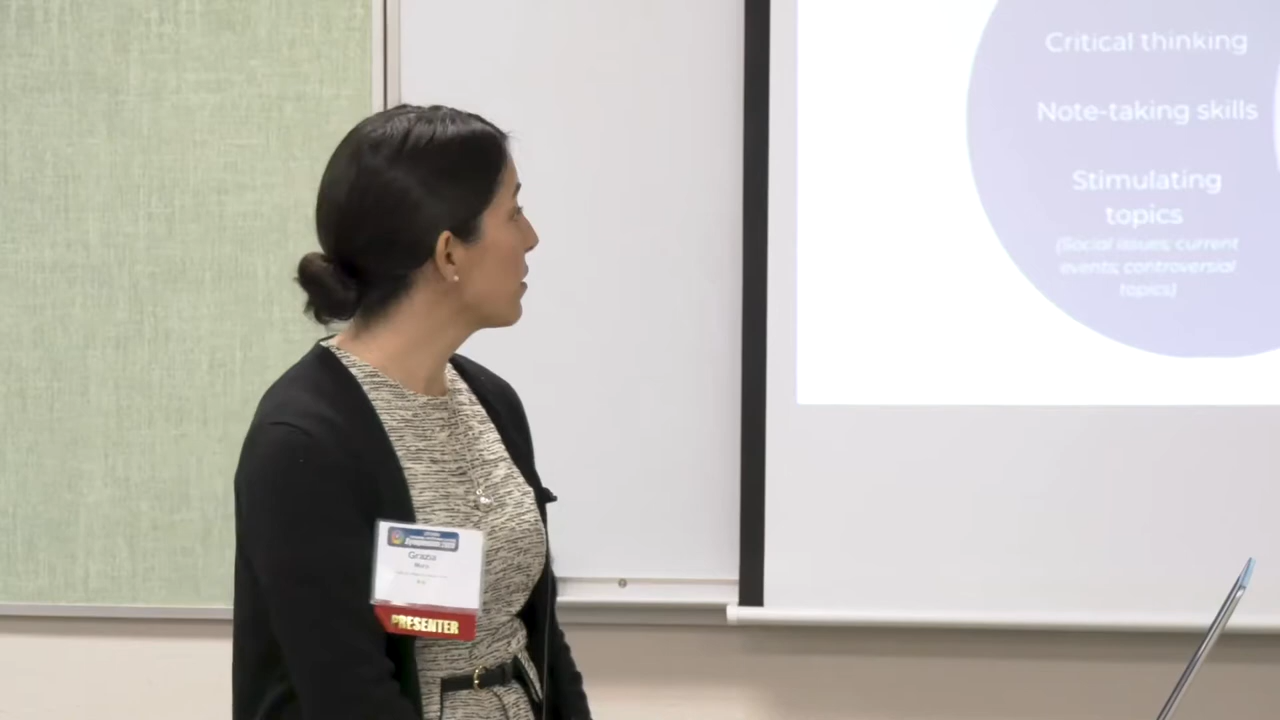 Critical thinking
Note-taking skills
Stimulating
topics
(Social issues; current
events; controversial
topics)
Grazia
PRESENTER